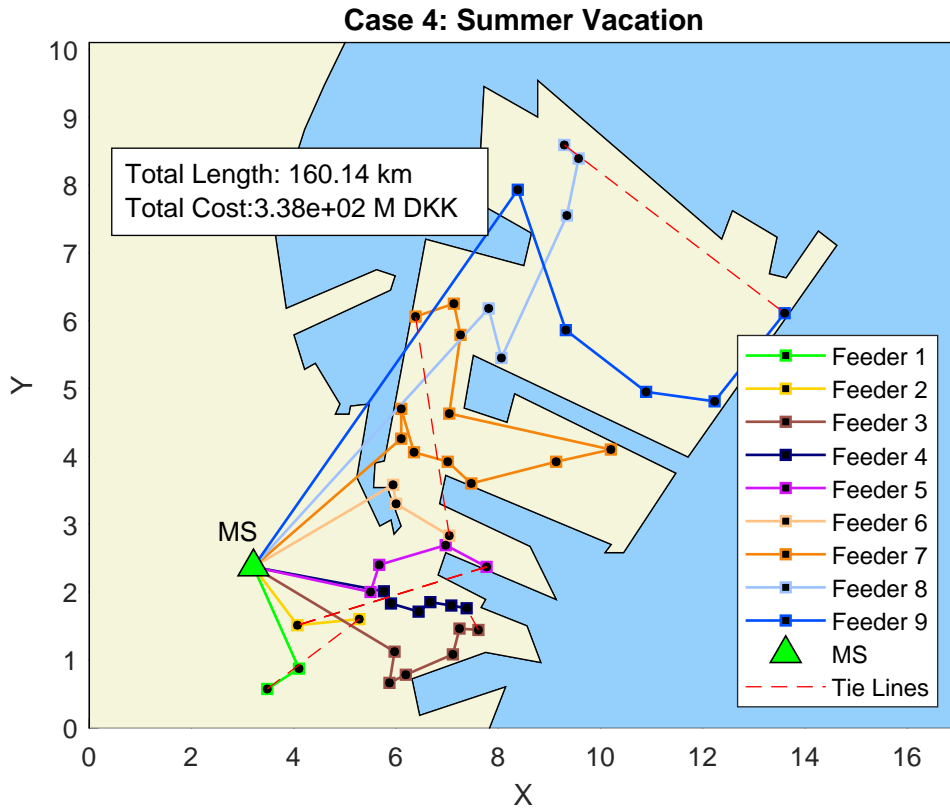 Case 4: Summer Vacation
10
9
8
7
6
5
4
3
2
1
0
Y
Total Length: 160.14 km
Total Cost:3.38e+02 M DKK
MS
Feeder 1
Feeder 2
Feeder 3
Feeder 4
Feeder 5
Feeder 6
Feeder 7
Feeder 8
Feeder 9
MS
Tie Lines
0 2 4 6 8 10 12 14 16
X